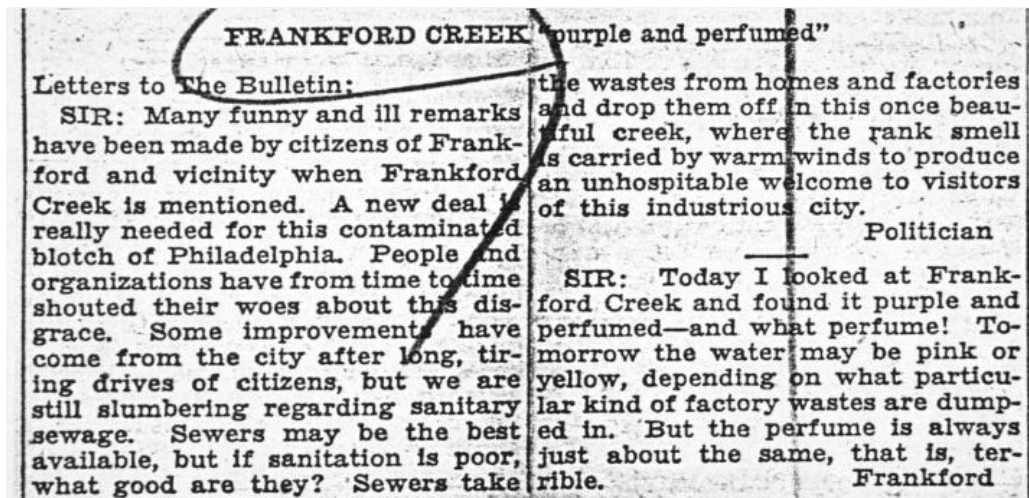 FRANKFORD CREEK "purple and perfumed"
Letters to The Bulletin:
SIR: Many funny and ill remarks
have been made by citizens of Frank-
ford and vicinity when Frankford
Creek is mentioned. A new deal is
really needed for this contaminated
blotch of Philadelphia. People and
organizations have from time to time
shouted their woes about this dis-
grace. Some improvements have
come from the city after long, tir-
ing drives of citizens, but we are
still slumbering regarding sanitary
sewage. Sewers may be the best
available, but if sanitation is poor,
what good are they? Sewers take
the wastes from homes and factories
and drop them off in this once beau-
tiful creek, where the rank smell
is carried by warm winds to produce
an unhospitable welcome to visitors
of this industrious city.
Politician
SIR: Today I looked at Frank-
ford Creek and found it purple and
perfumed—and what perfume! To-
morrow the water may be pink or
yellow, depending on what particu-
lar kind of factory wastes are dump-
ed in. But the perfume is always
just about the same, that is, ter-
rible. Frankford